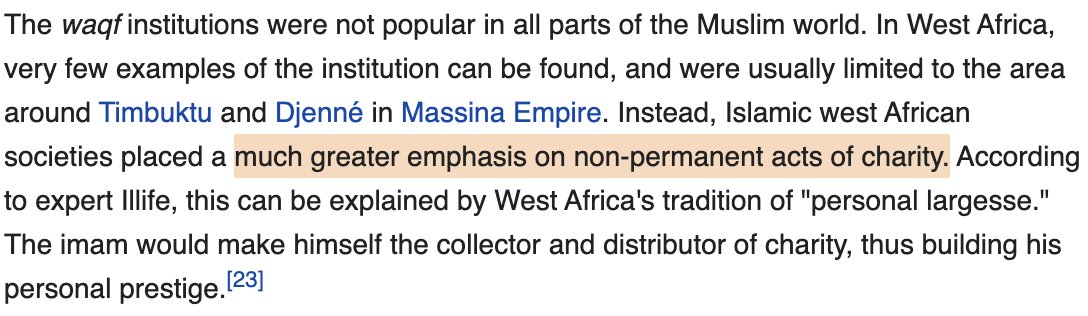 The waqf institutions were not popular in all parts of the Muslim world. In West Africa,
very few examples of the institution can be found, and were usually limited to the area
around Timbuktu and Djenné in Massina Empire. Instead, Islamic west African
societies placed a much greater emphasis on non-permanent acts of charity. According
to expert Illife, this can be explained by West Africa's tradition of "personal largesse."
The imam would make himself the collector and distributor of charity, thus building his
personal prestige.[23]